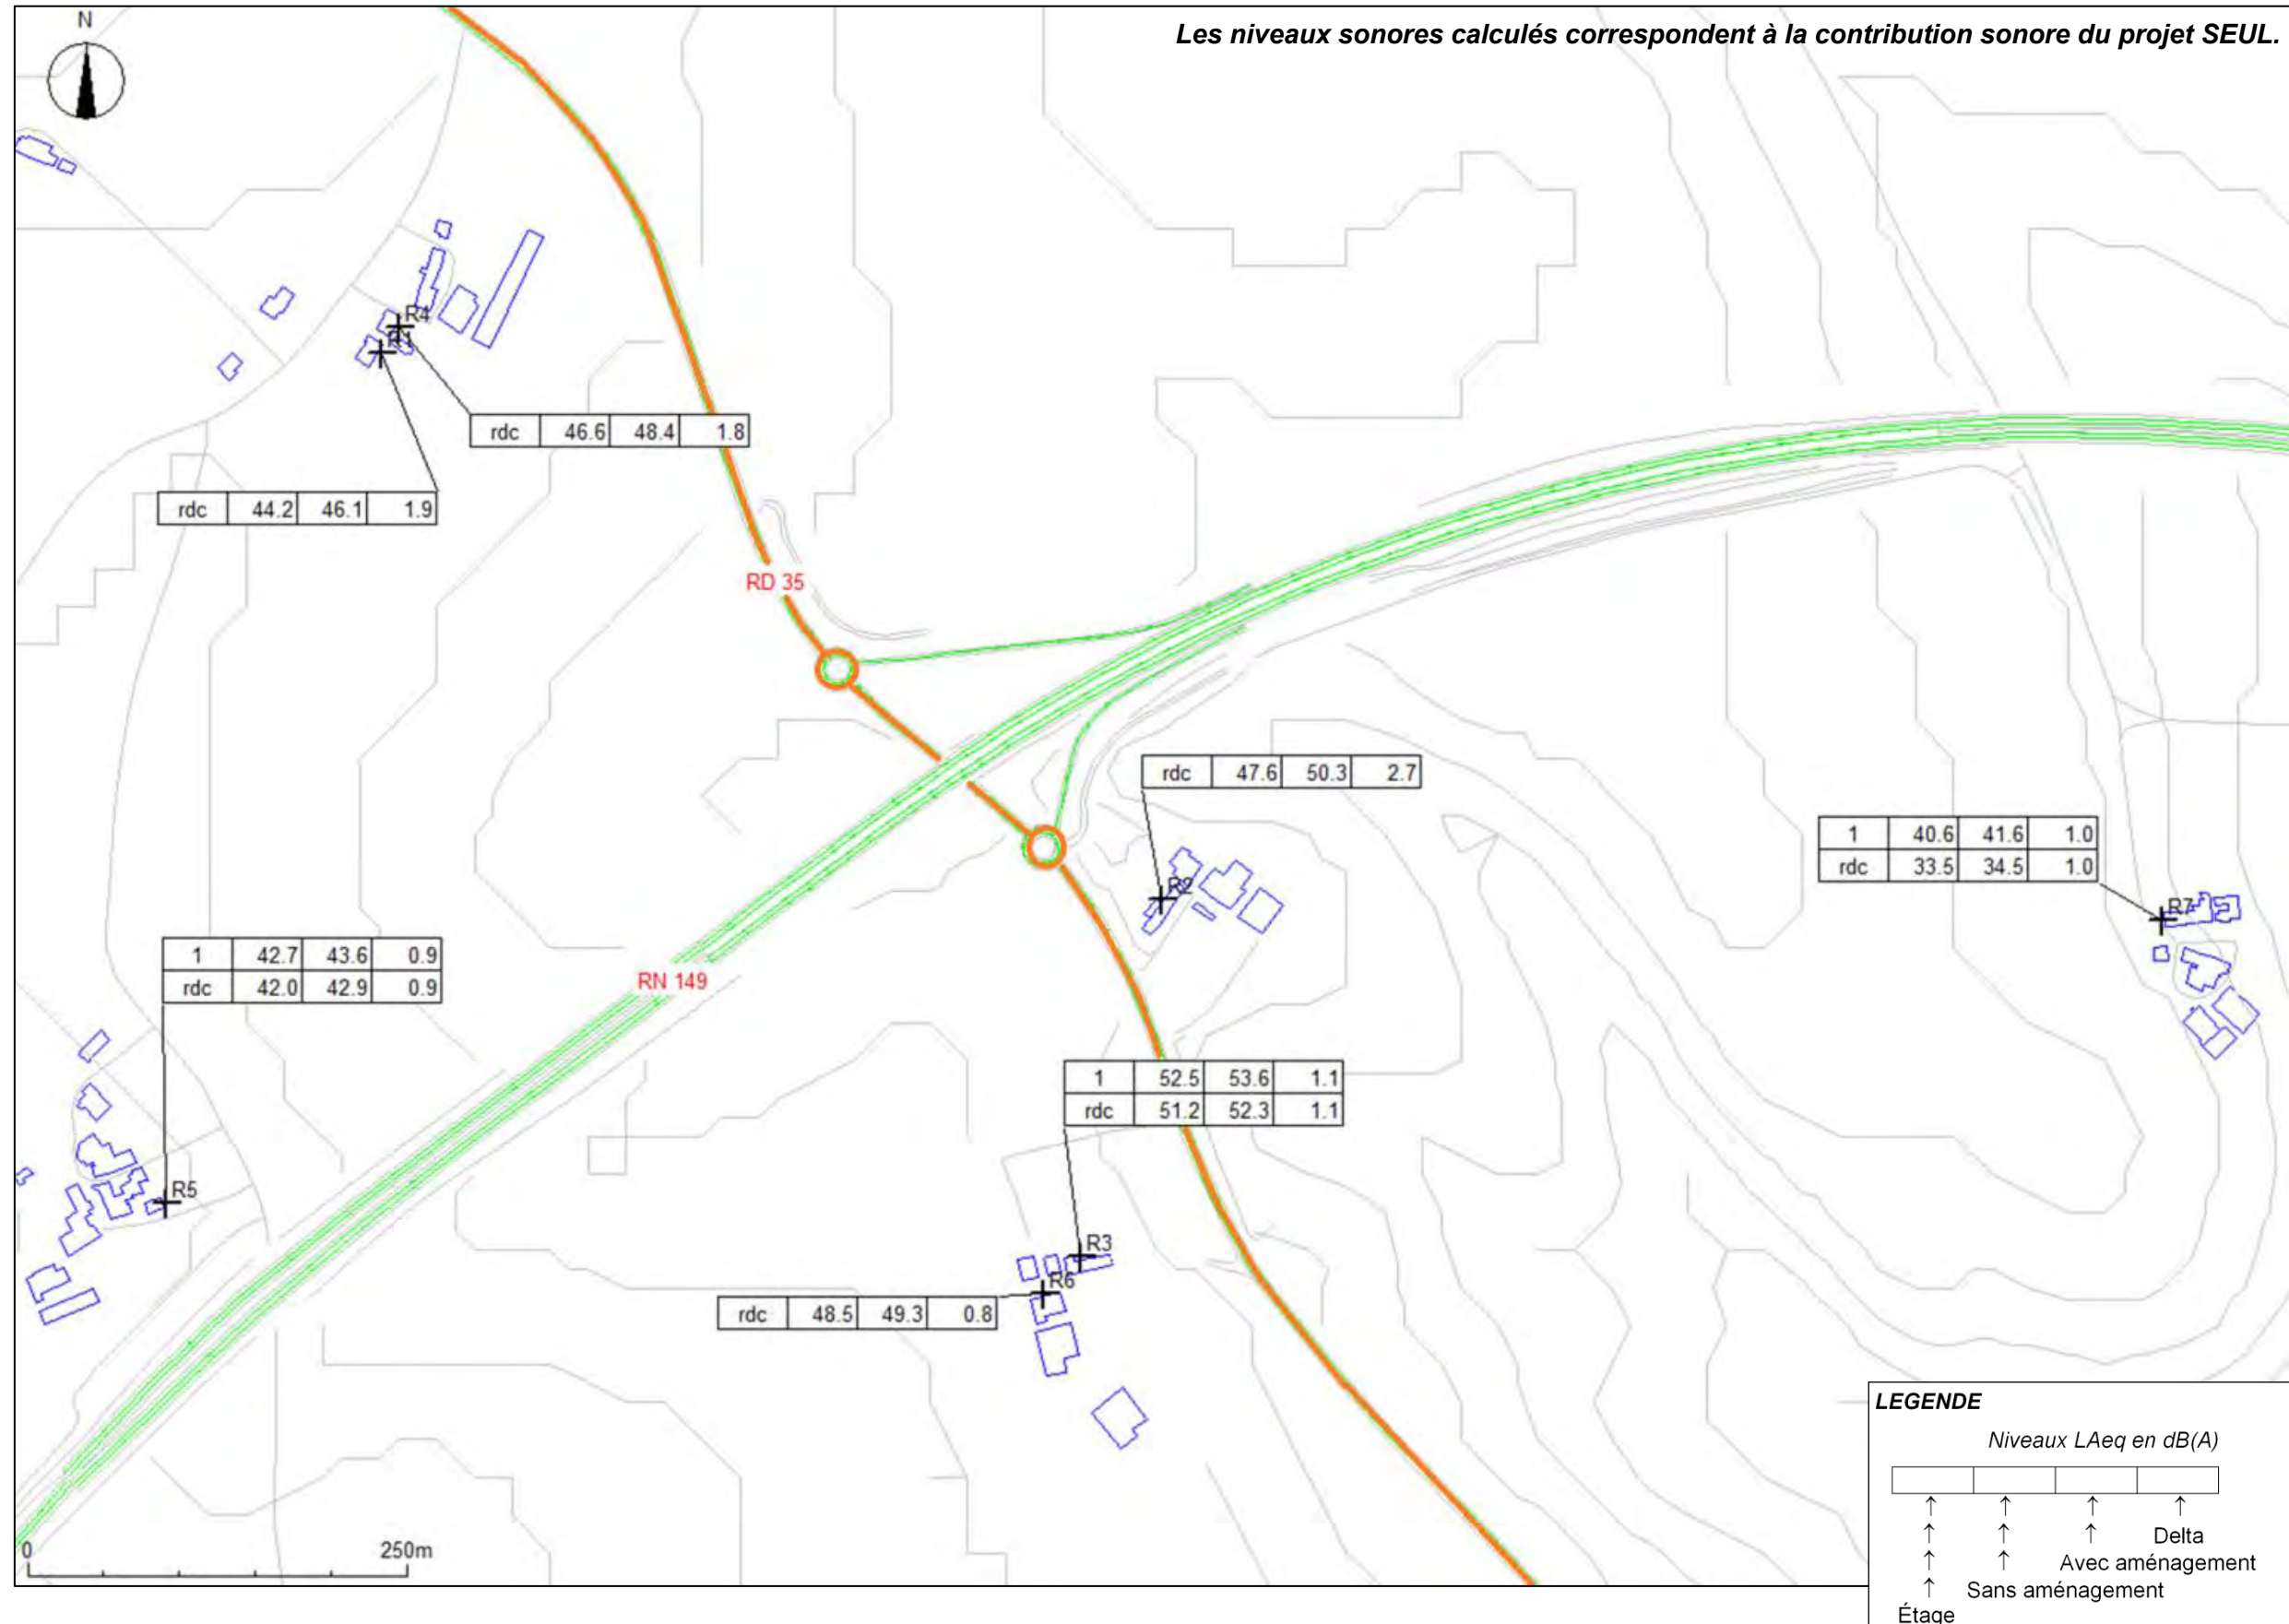 Les niveaux sonores calculés correspondent à la contribution sonore du projet SEUL.
N
R4
rdc 46.6 48.4 1.8
rdc 44.2 46.1 1.9
RD 35
rdc 47.6 50.3 2.7
R2
1 40.6 41.6 1.0
rdc 33.5 34.5 1.0
R7
1 42.7 43.6 0.9
rdc 42.0 42.9 0.9
RN 149
R5
1 52.5 53.6 1.1
rdc 51.2 52.3 1.1
R3
R6
rdc 48.5 49.3 0.8
0 250m
LEGENDE
Niveaux LAeq en dB(A)
Delta
Avec aménagement
Sans aménagement
Étage